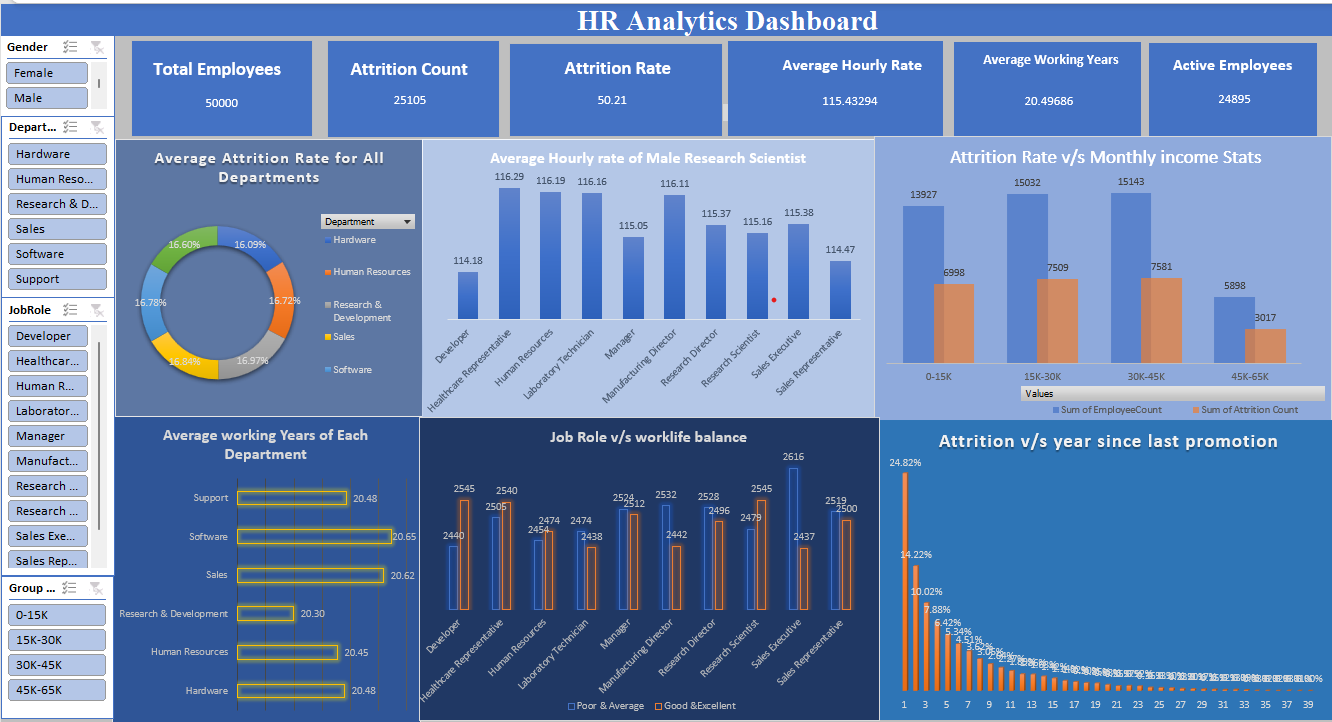 HR Analytics Dashboard
Gender
Female
Male
Depart...
Hardware
Human Reso...
Research & D...
Sales
Software
Support
JobRole
Developer
Healthcar...
Human R...
Laborator...
Manager
Manufact...
Research ...
Research ...
Sales Exe...
Sales Rep...
Group ...
0-15K
15K-30K
30K-45K
45K-65K
Total Employees
50000
Attrition Count
25105
Attrition Rate
50.21
Average Hourly Rate
115.43294
Average Working Years
20.49686
Active Employees
24895
Average Attrition Rate for All
Departments
16.60%
16.09%
16.78%
16.72%
16.84%
16.97%
Department
Hardware
Human Resources
Research &
Development
Sales
Software
Average Hourly rate of Male Research Scientist
114.18
116.29
116.19
116.16
115.05
116.11
115.37
115.16
115.38
114.47
Developer
Healthcare Representative
Human Resources
Laboratory Technician
Manager
Manufacturing Director
Research Director
Research Scientist
Sales Executive
Sales Representative
Attrition Rate v/s Monthly income Stats
13927
6998
15032
7509
15143
7581
5898
3017
0-15K
15K-30K
30K-45K
45K-65K
Values
Sum of EmployeeCount
Sum of Attrition Count
Average working Years of Each
Department
Support
20.48
Software
20.65
Sales
20.62
Research & Development
20.30
Human Resources
20.45
Hardware
20.48
Job Role v/s worklife balance
2440
2545
2505
2540
2454
2474
2474
2438
2524
2512
2532
2442
2528
2496
2479
2545
2616
2437
2519
2500
Developer
Healthcare Representative
Human Resources
Laboratory Technician
Manager
Manufacturing Director
Research Director
Research Scientist
Sales Executive
Sales Representative
Poor & Average
Good &Excellent
Attrition v/s year since last promotion
24.82%
14.22%
10.02%
7.88%
6.42%
5.34%
4.51%
3.62%
1
3
5
7
9
11
13
15
17
19
21
23
25
27
29
31
33
35
37
39